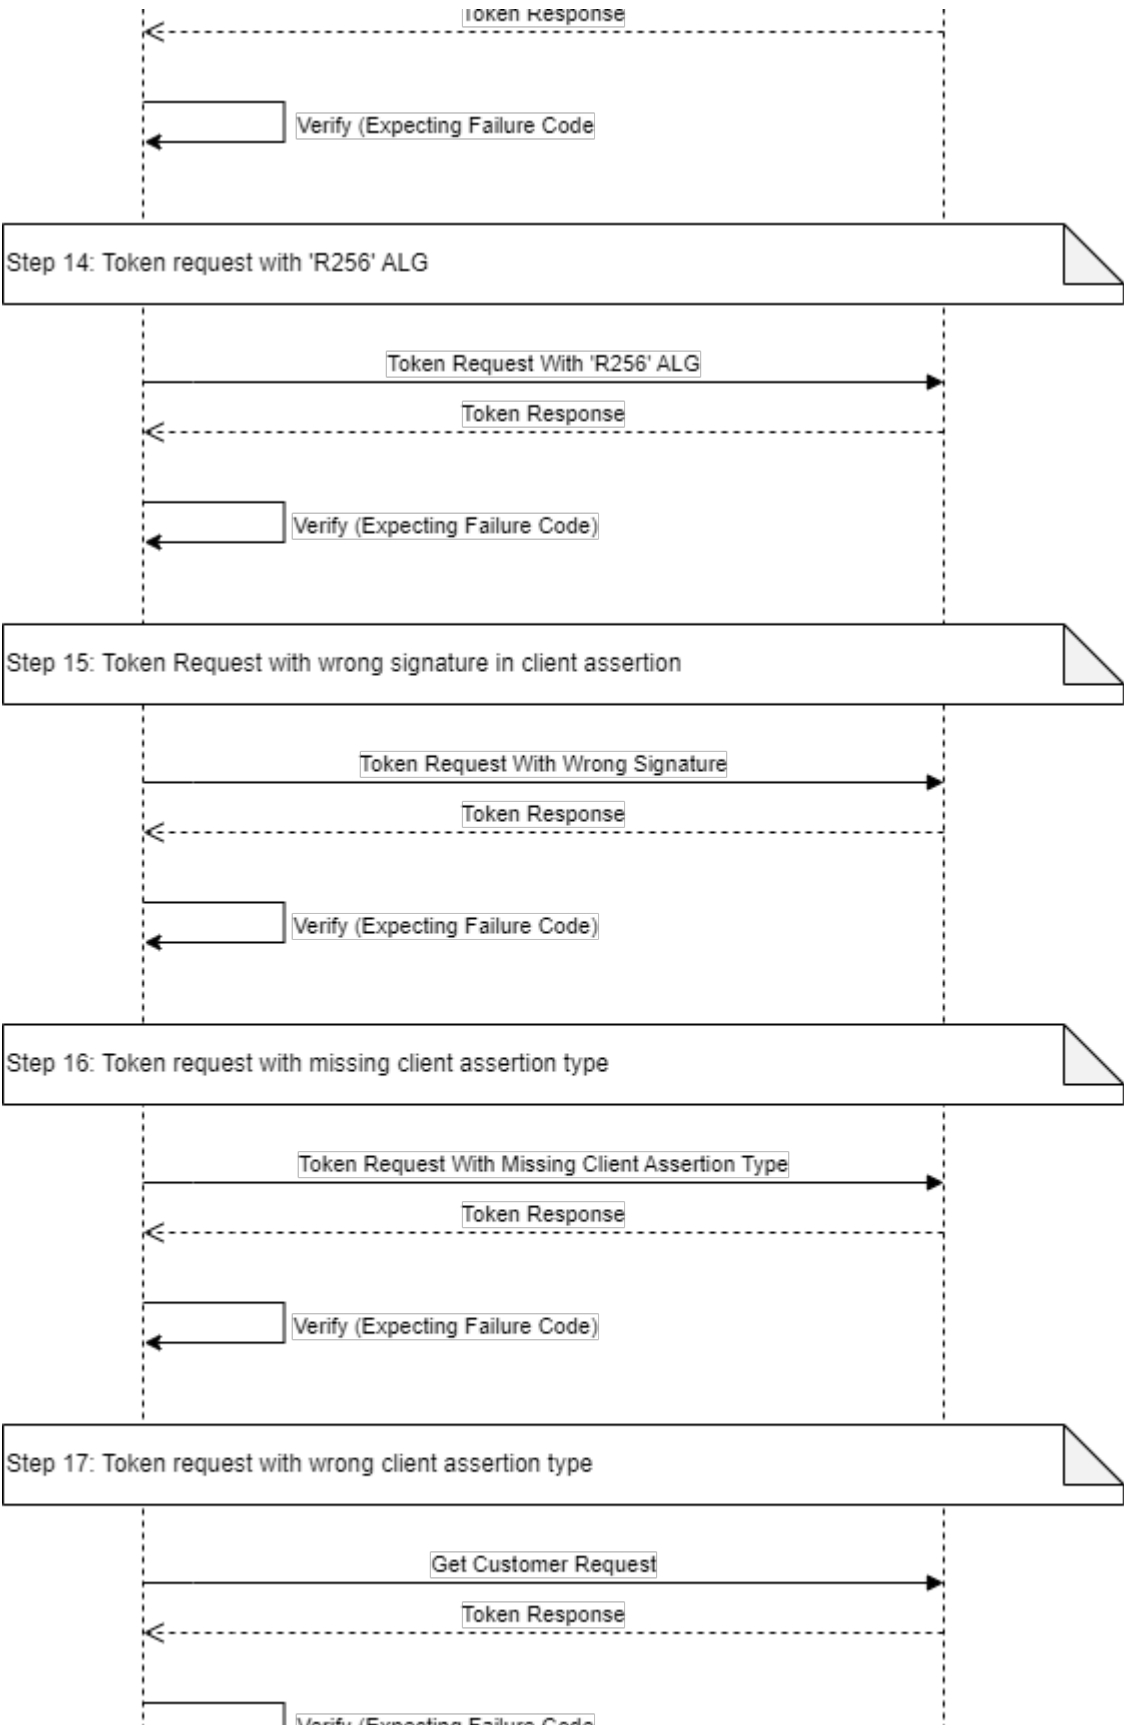 Token Response
Verify (Expecting Failure Code
Step 14: Token request with 'R256' ALG
Token Request With 'R256' ALG
Token Response
Verify (Expecting Failure Code)
Step 15: Token Request with wrong signature in client assertion
Token Request With Wrong Signature
Token Response
Verify (Expecting Failure Code)
Step 16: Token request with missing client assertion type
Token Request With Missing Client Assertion Type
Token Response
Verify (Expecting Failure Code)
Step 17: Token request with wrong client assertion type
Get Customer Request
Token Response
Verify (Expecting Failure Code